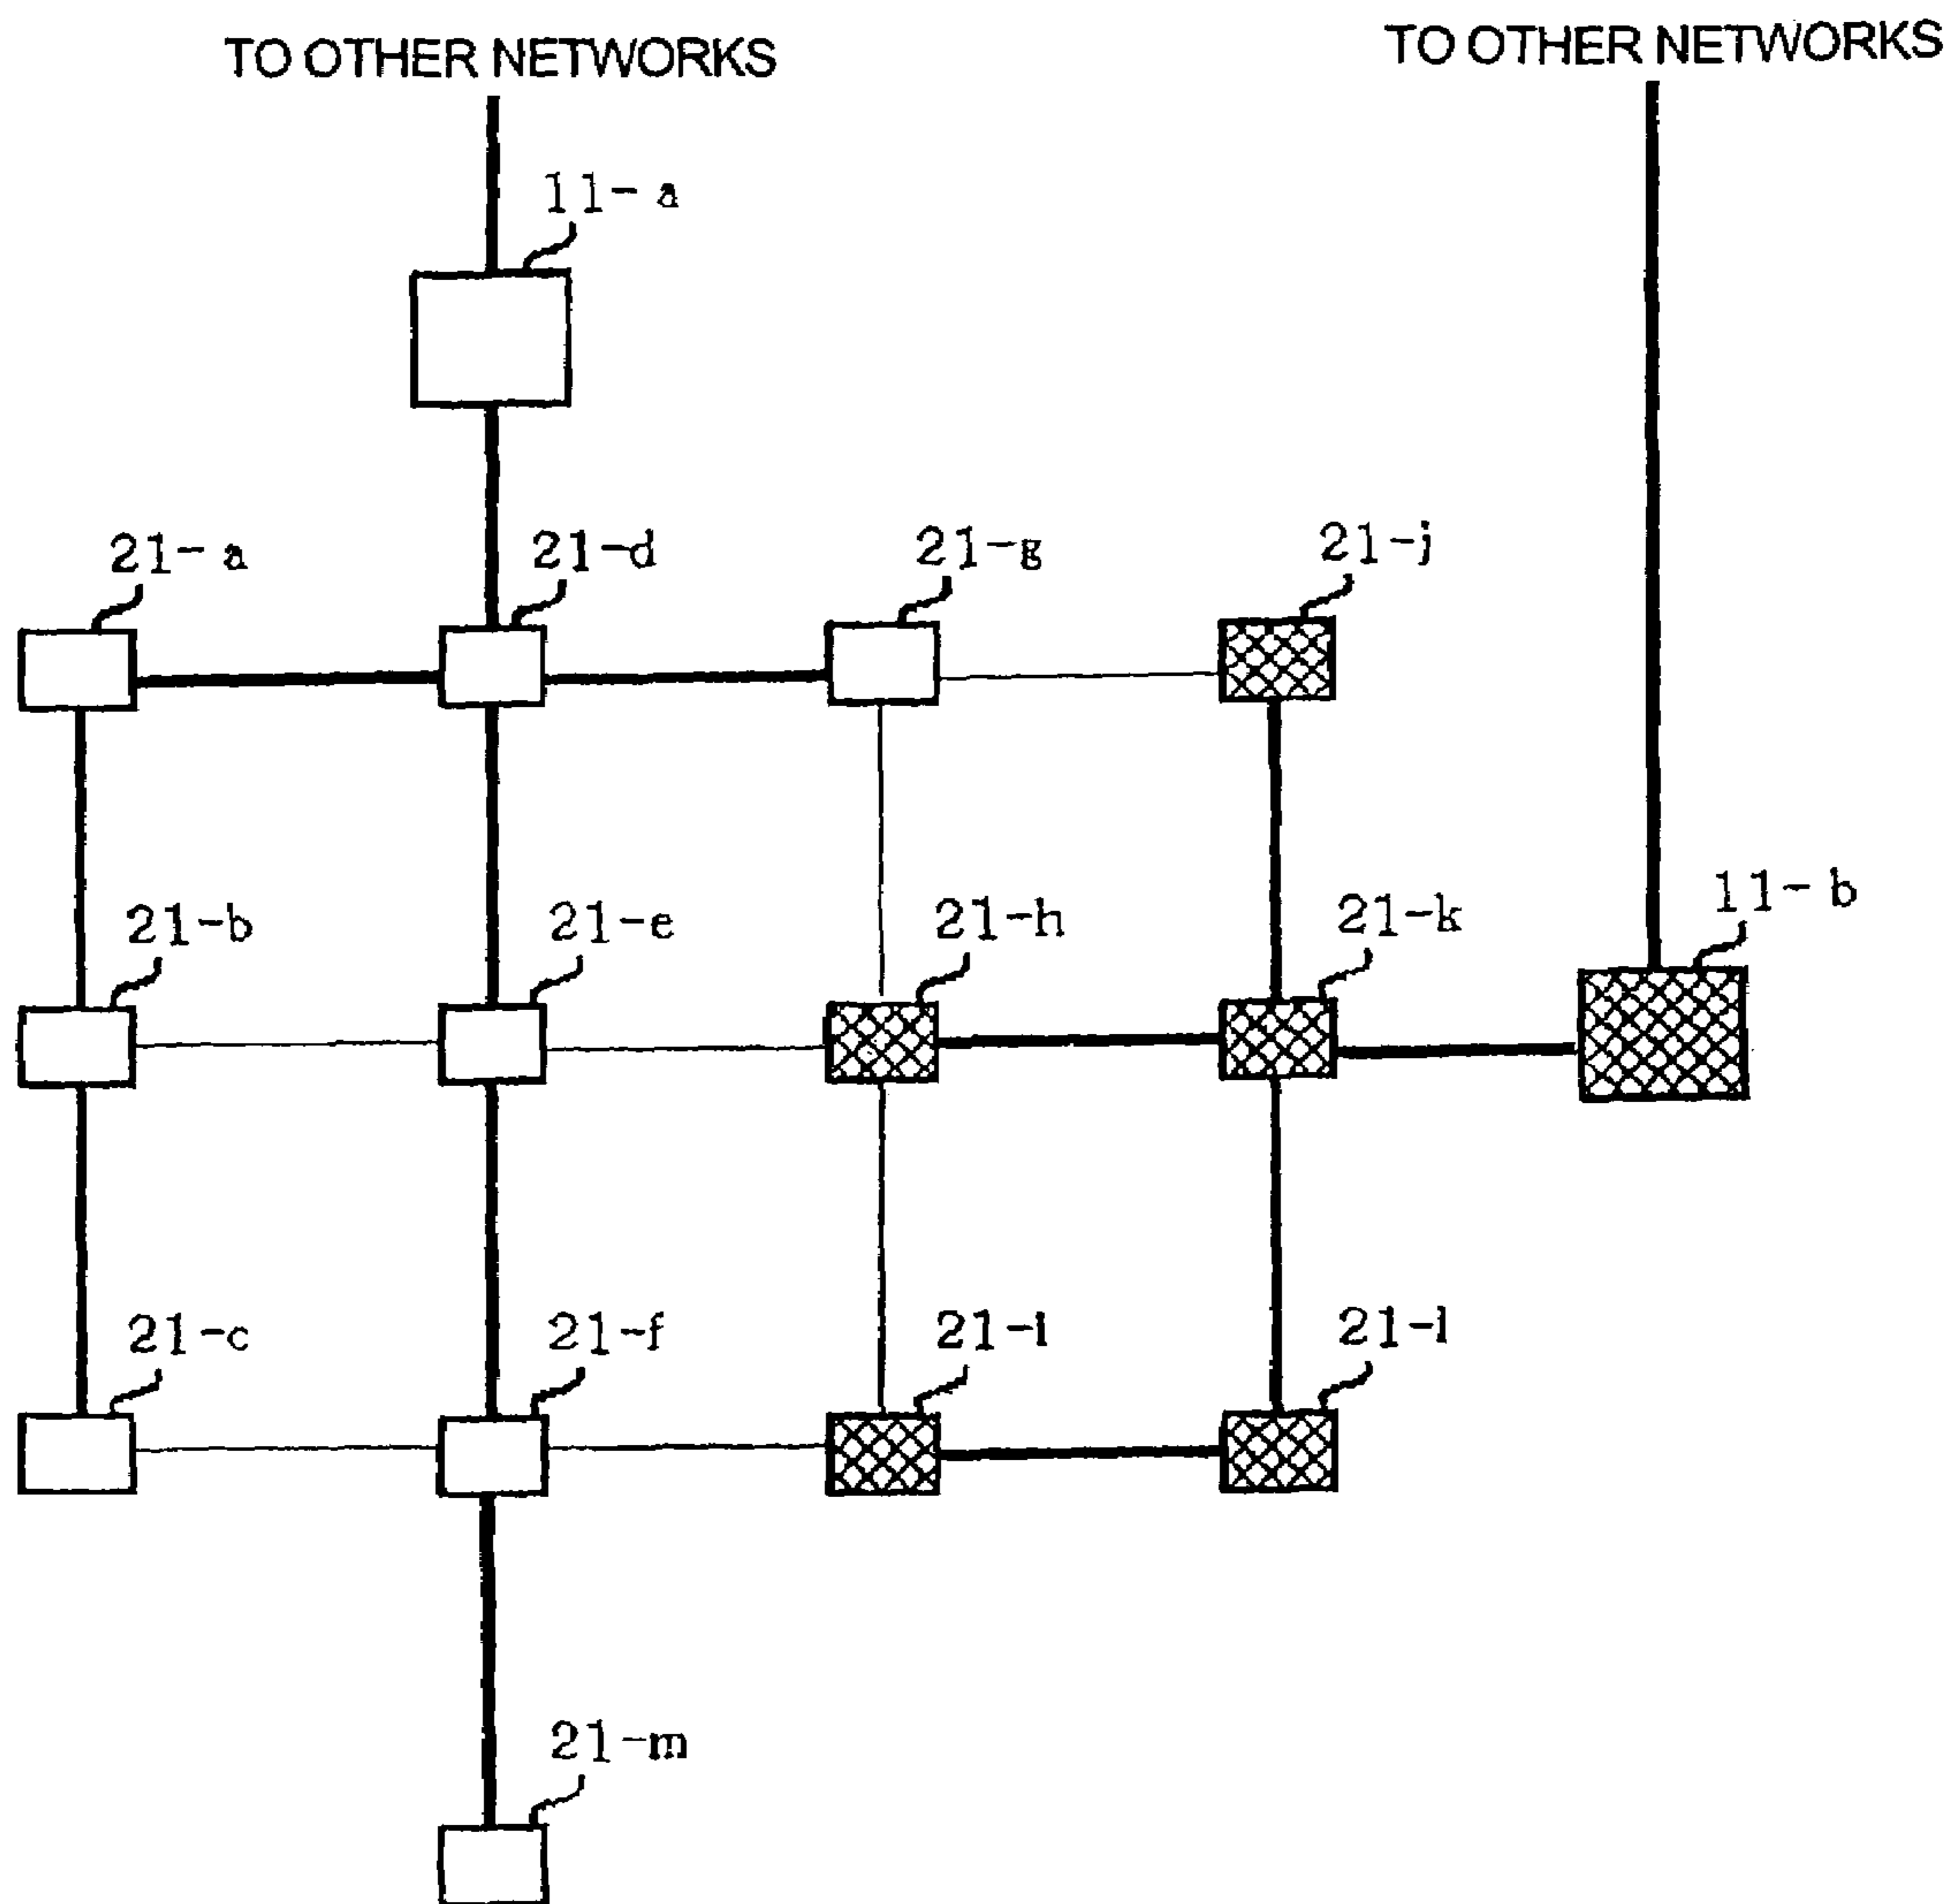 TO OTHER NETWORKS
TO OTHER NETWORKS
11-a
21-a
21-d
21-g
21-j
21-b
21-e
21-h
21-k
11-b
21-c
21-f
21-i
21-l
21-m